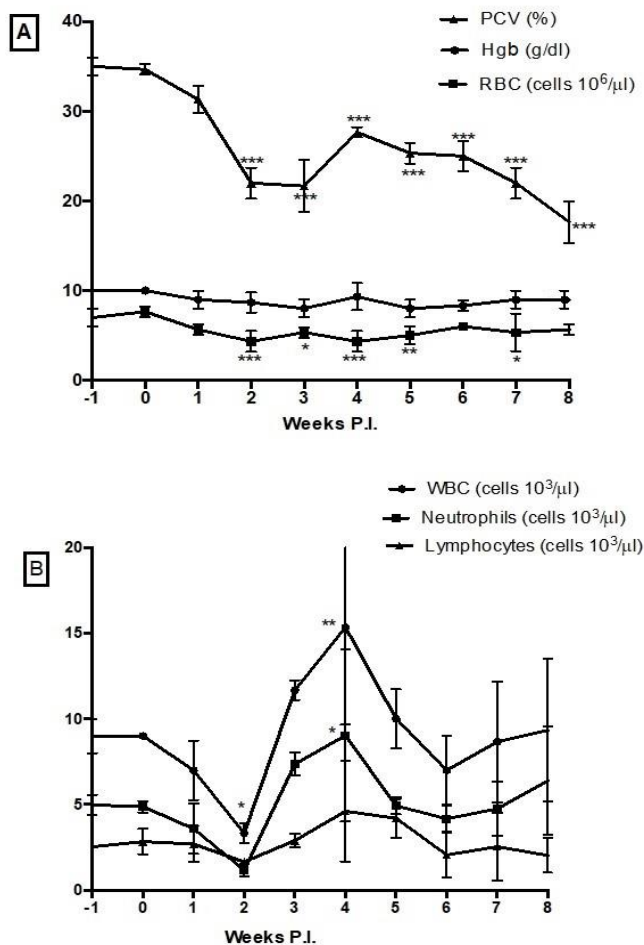 A
PCV (%)
Hgb (g/dl)
RBC (cells 10⁶/µl)
40
30
20
10
0
***
***
***
***
***
***
***
***
*
***
**
*
-1 0 1 2 3 4 5 6 7 8
Weeks P.I.
B
WBC (cells 10³/µl)
Neutrophils (cells 10³/µl)
Lymphocytes (cells 10³/µl)
20
15
10
5
0
**
*
*
-1 0 1 2 3 4 5 6 7 8
Weeks P.I.